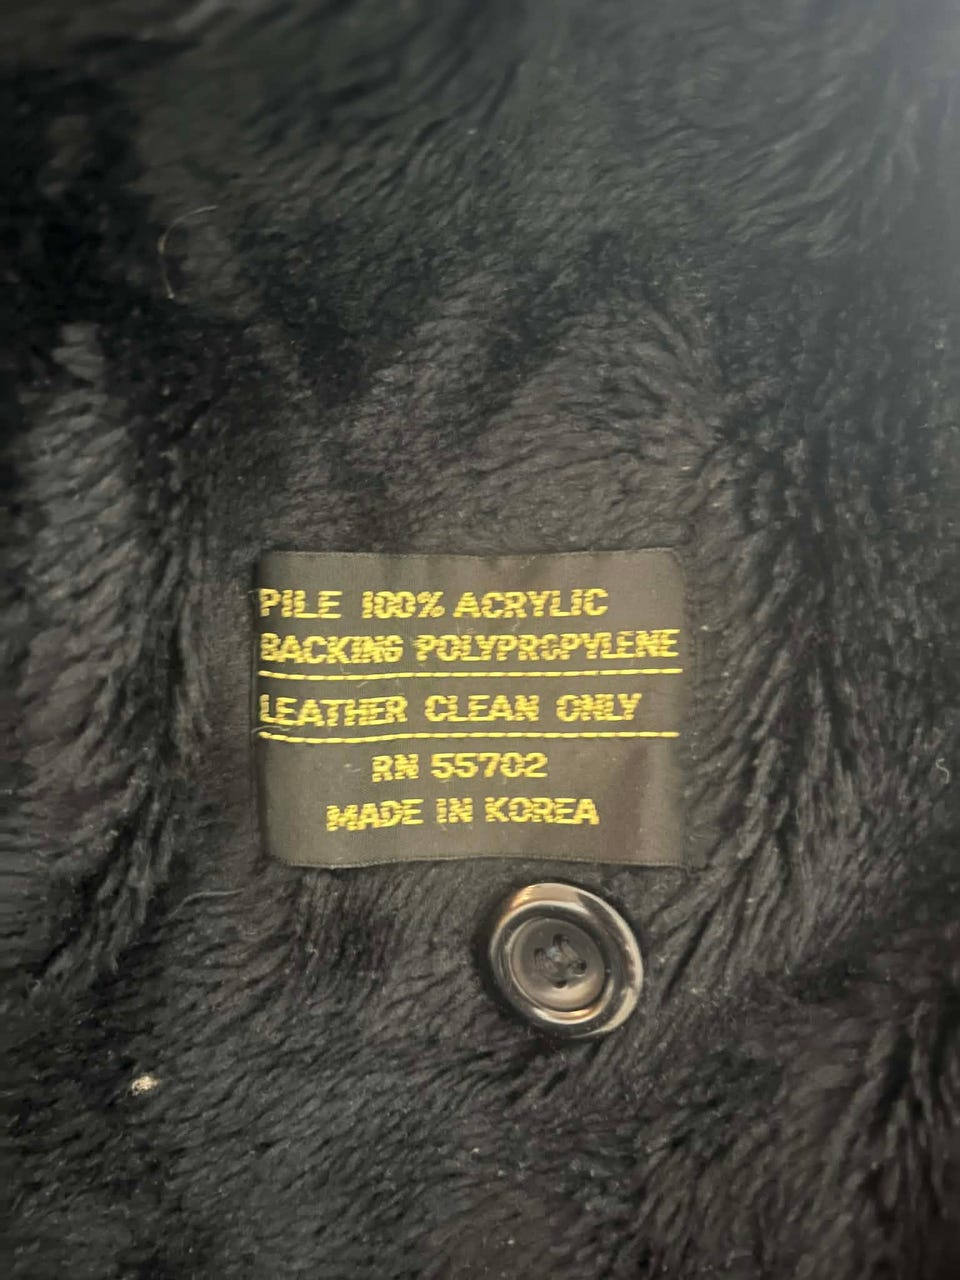 PILE 100% ACRYLIC
BACKING POLYPROPYLENE
LEATHER CLEAN ONLY
RN 55702
MADE IN KOREA